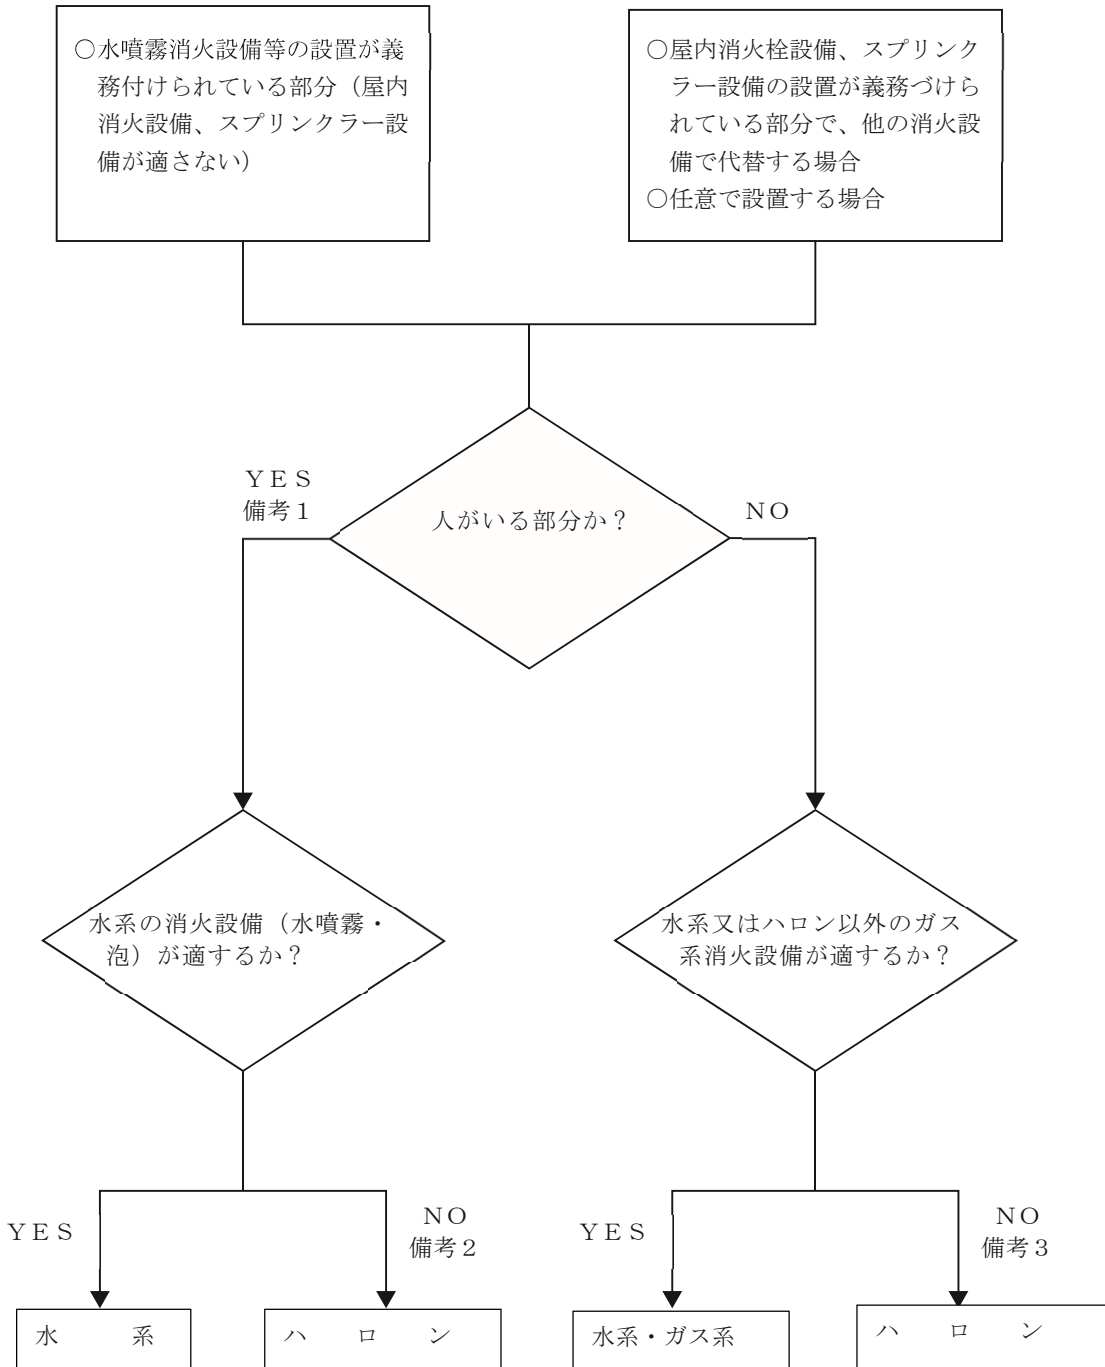 ○水噴霧消火設備等の設置が義
務付けられている部分（屋内
消火設備、スプリンクラー設
備が適さない）
○屋内消火栓設備、スプリンク
ラー設備の設置が義務づけら
れている部分で、他の消火設
備で代替する場合
○任意で設置する場合
ＹＥＳ
備考１
人がいる部分か？
ＮＯ
水系の消火設備（水噴霧・
泡）が適するか？
水系又はハロン以外のガス
系消火設備が適するか？
ＹＥＳ
ＮＯ
備考２
ＹＥＳ
ＮＯ
備考３
水　　　系
ハ　ロ　ン
水系・ガス系
ハ　ロ　ン